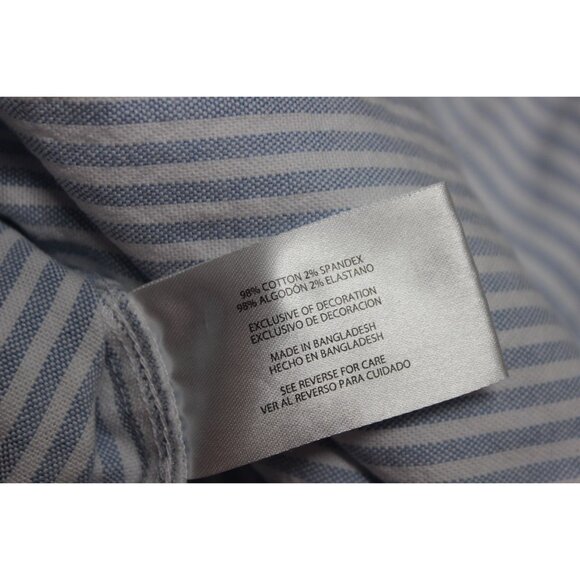 98% COTTON 2% SPANDEX
98% ALGODÓN 2% ELASTANO
EXCLUSIVE OF DECORATION
EXCLUSIVO DE DECORACION
MADE IN BANGLADESH
HECHO EN BANGLADESH
SEE REVERSE FOR CARE
VER AL REVERSO PARA CUIDADO